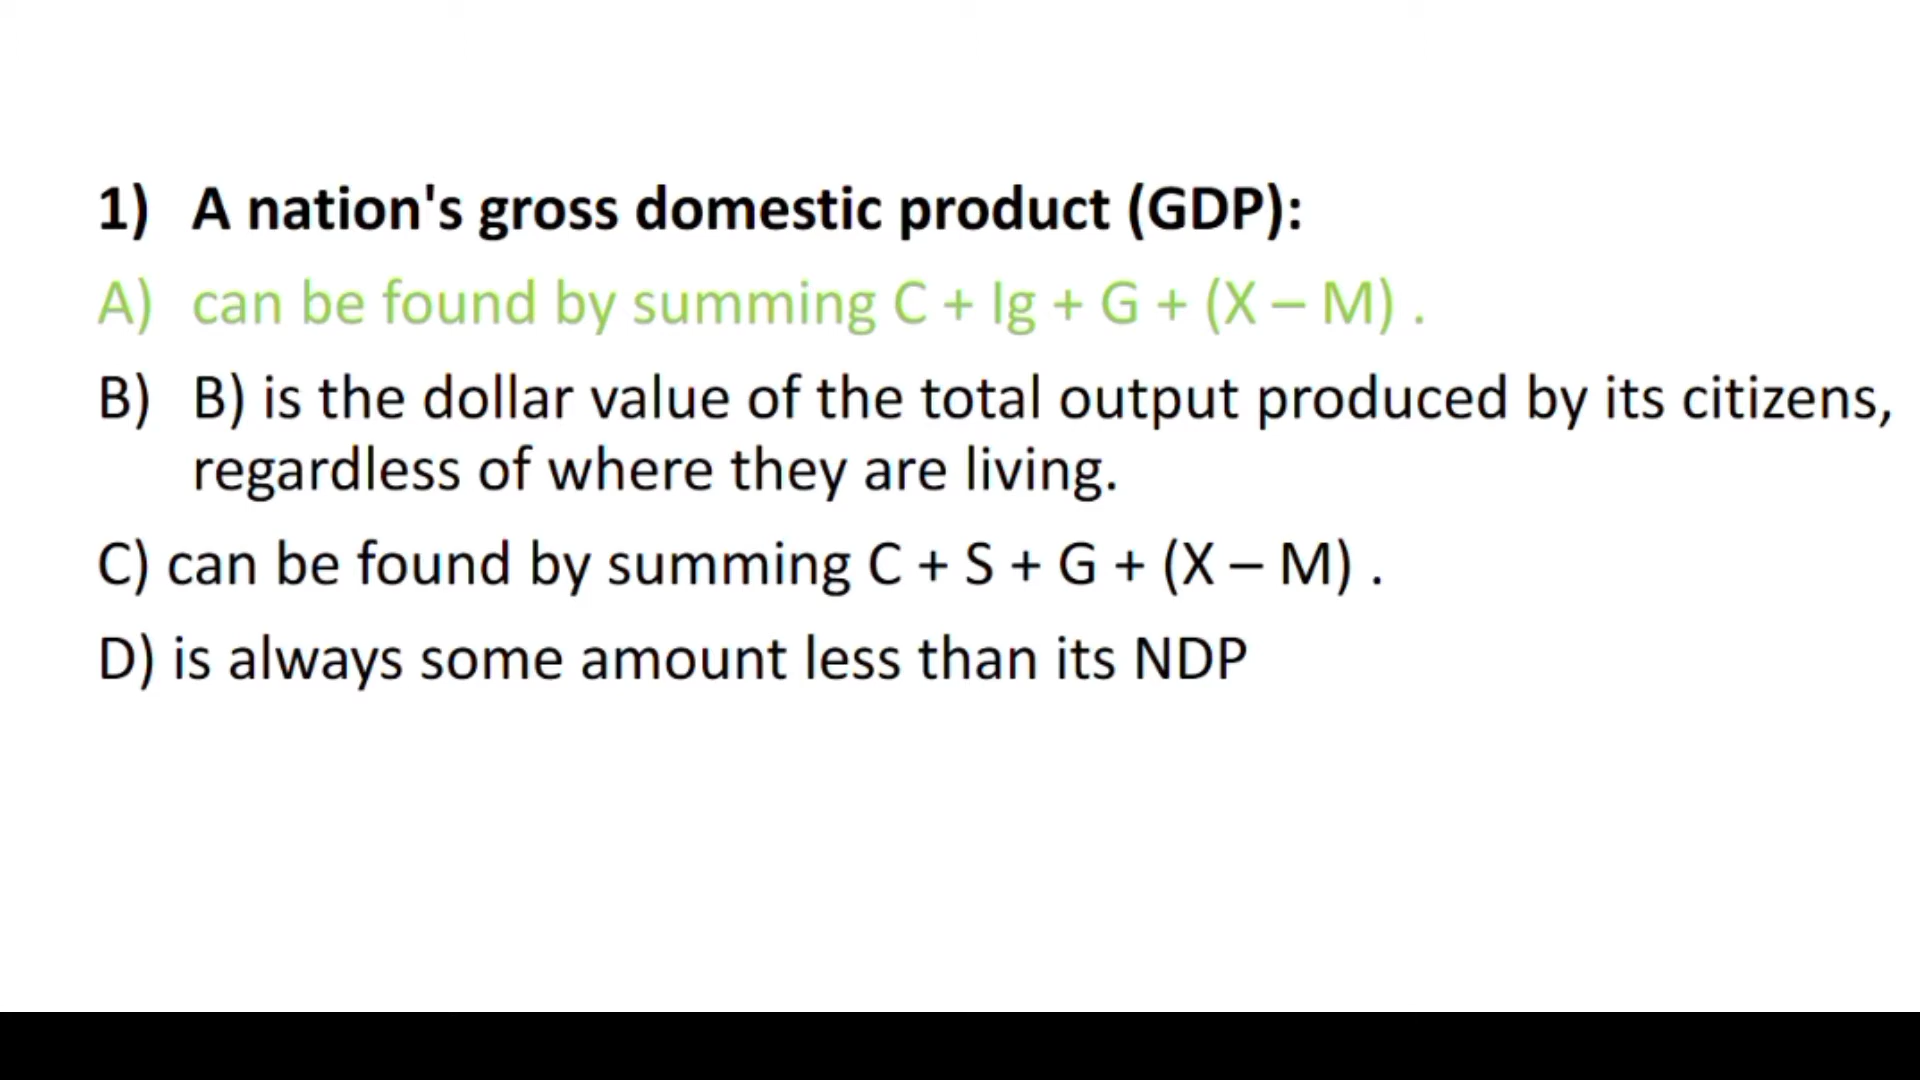 1) A nation's gross domestic product (GDP):
A) can be found by summing C + Ig + G + (X – M) .
B) B) is the dollar value of the total output produced by its citizens,
regardless of where they are living.
C) can be found by summing C + S + G + (X – M) .
D) is always some amount less than its NDP